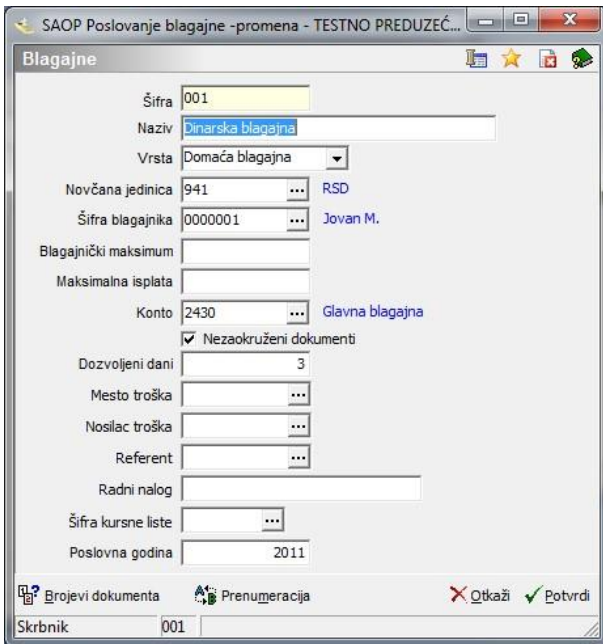 SAOP Poslovanje blagajne -promena - TESTNO PREDUZEĆ...
Blagajne
Šifra 001
Naziv Dinarska blagajna
Vrsta Domaća blagajna
Novčana jedinica 941 ... RSD
Šifra blagajnika 0000001 ... Jovan M.
Blagajnički maksimum
Maksimalna isplata
Konto 2430 ... Glavna blagajna
Nezaokruženi dokumenti
Dozvoljeni dani 3
Mesto troška ...
Nosilac troška ...
Referent ...
Radni nalog
Šifra kursne liste ...
Poslovna godina 2011
Brojevi dokumenta Prenumeracija Otkaži Potvrdi
Skrbnik 001